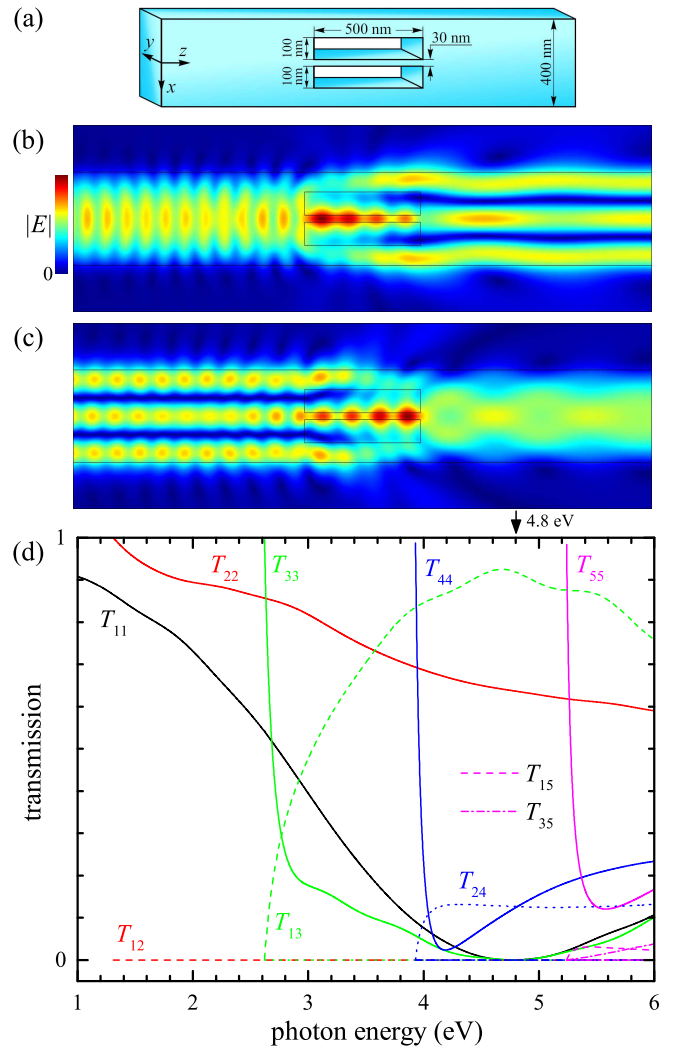 (a)
500 nm
30 nm
100 nm
100 nm
400 nm
y
z
x
(b)
|E|
0
(c)
4.8 eV
(d)
1
T22
T33
T44
T55
T11
transmission
T15
T35
T24
T12
T13
0
1
2
3
4
5
6
photon energy (eV)